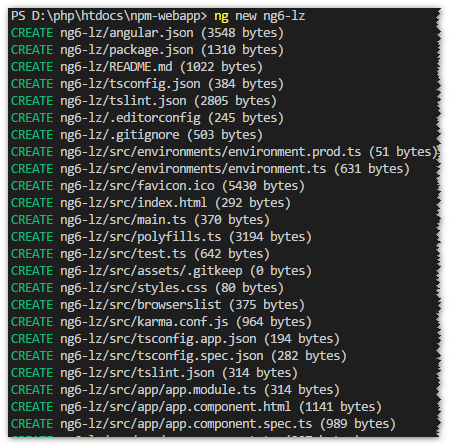 PS D:\php\htdocs\npm-webapp> ng new ng6-lz
CREATE ng6-lz/angular.json (3548 bytes)
CREATE ng6-lz/package.json (1310 bytes)
CREATE ng6-lz/README.md (1022 bytes)
CREATE ng6-lz/tsconfig.json (384 bytes)
CREATE ng6-lz/tslint.json (2805 bytes)
CREATE ng6-lz/.editorconfig (245 bytes)
CREATE ng6-lz/.gitignore (503 bytes)
CREATE ng6-lz/src/environments/environment.prod.ts (51 bytes)
CREATE ng6-lz/src/environments/environment.ts (631 bytes)
CREATE ng6-lz/src/favicon.ico (5430 bytes)
CREATE ng6-lz/src/index.html (292 bytes)
CREATE ng6-lz/src/main.ts (370 bytes)
CREATE ng6-lz/src/polyfills.ts (3194 bytes)
CREATE ng6-lz/src/test.ts (642 bytes)
CREATE ng6-lz/src/assets/.gitkeep (0 bytes)
CREATE ng6-lz/src/styles.css (80 bytes)
CREATE ng6-lz/src/browserslist (375 bytes)
CREATE ng6-lz/src/karma.conf.js (964 bytes)
CREATE ng6-lz/src/tsconfig.app.json (194 bytes)
CREATE ng6-lz/src/tsconfig.spec.json (282 bytes)
CREATE ng6-lz/src/tslint.json (314 bytes)
CREATE ng6-lz/src/app/app.module.ts (314 bytes)
CREATE ng6-lz/src/app/app.component.html (1141 bytes)
CREATE ng6-lz/src/app/app.component.spec.ts (989 bytes)